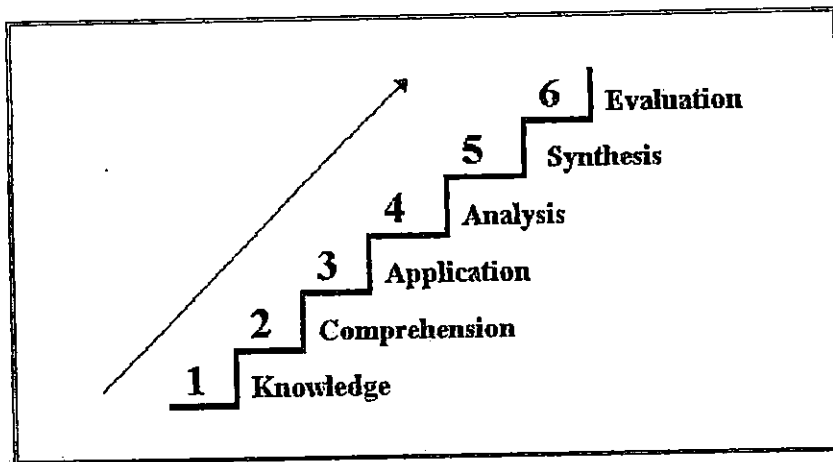 6 Evaluation
5 Synthesis
4 Analysis
3 Application
2 Comprehension
1 Knowledge